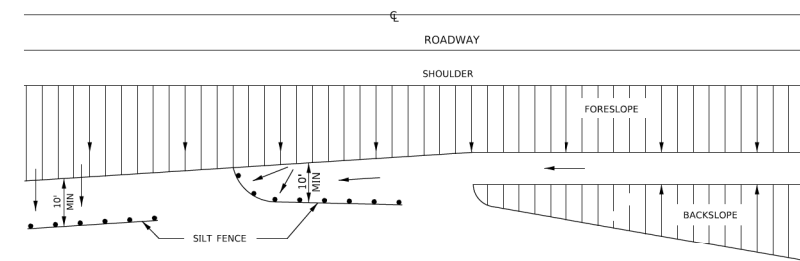 ℄
ROADWAY
SHOULDER
FORESLOPE
10'
MIN
10'
MIN
BACKSLOPE
SILT FENCE